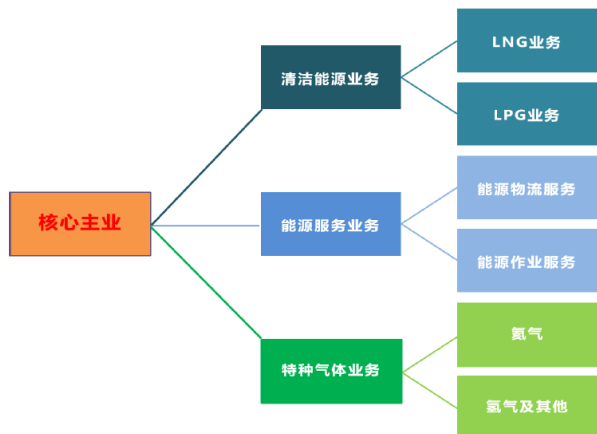 核心主业
清洁能源业务
LNG业务
LPG业务
能源服务业务
能源物流服务
能源作业服务
特种气体业务
氦气
氢气及其他